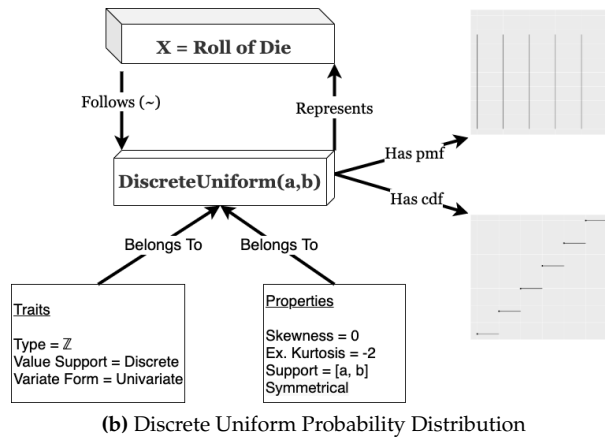 X = Roll of Die
Follows (~)
Represents
Has pmf
DiscreteUniform(a,b)
Has cdf
Belongs To
Belongs To
Traits
Type = ℤ
Value Support = Discrete
Variate Form = Univariate
Properties
Skewness = 0
Ex. Kurtosis = -2
Support = [a, b]
Symmetrical
(b) Discrete Uniform Probability Distribution